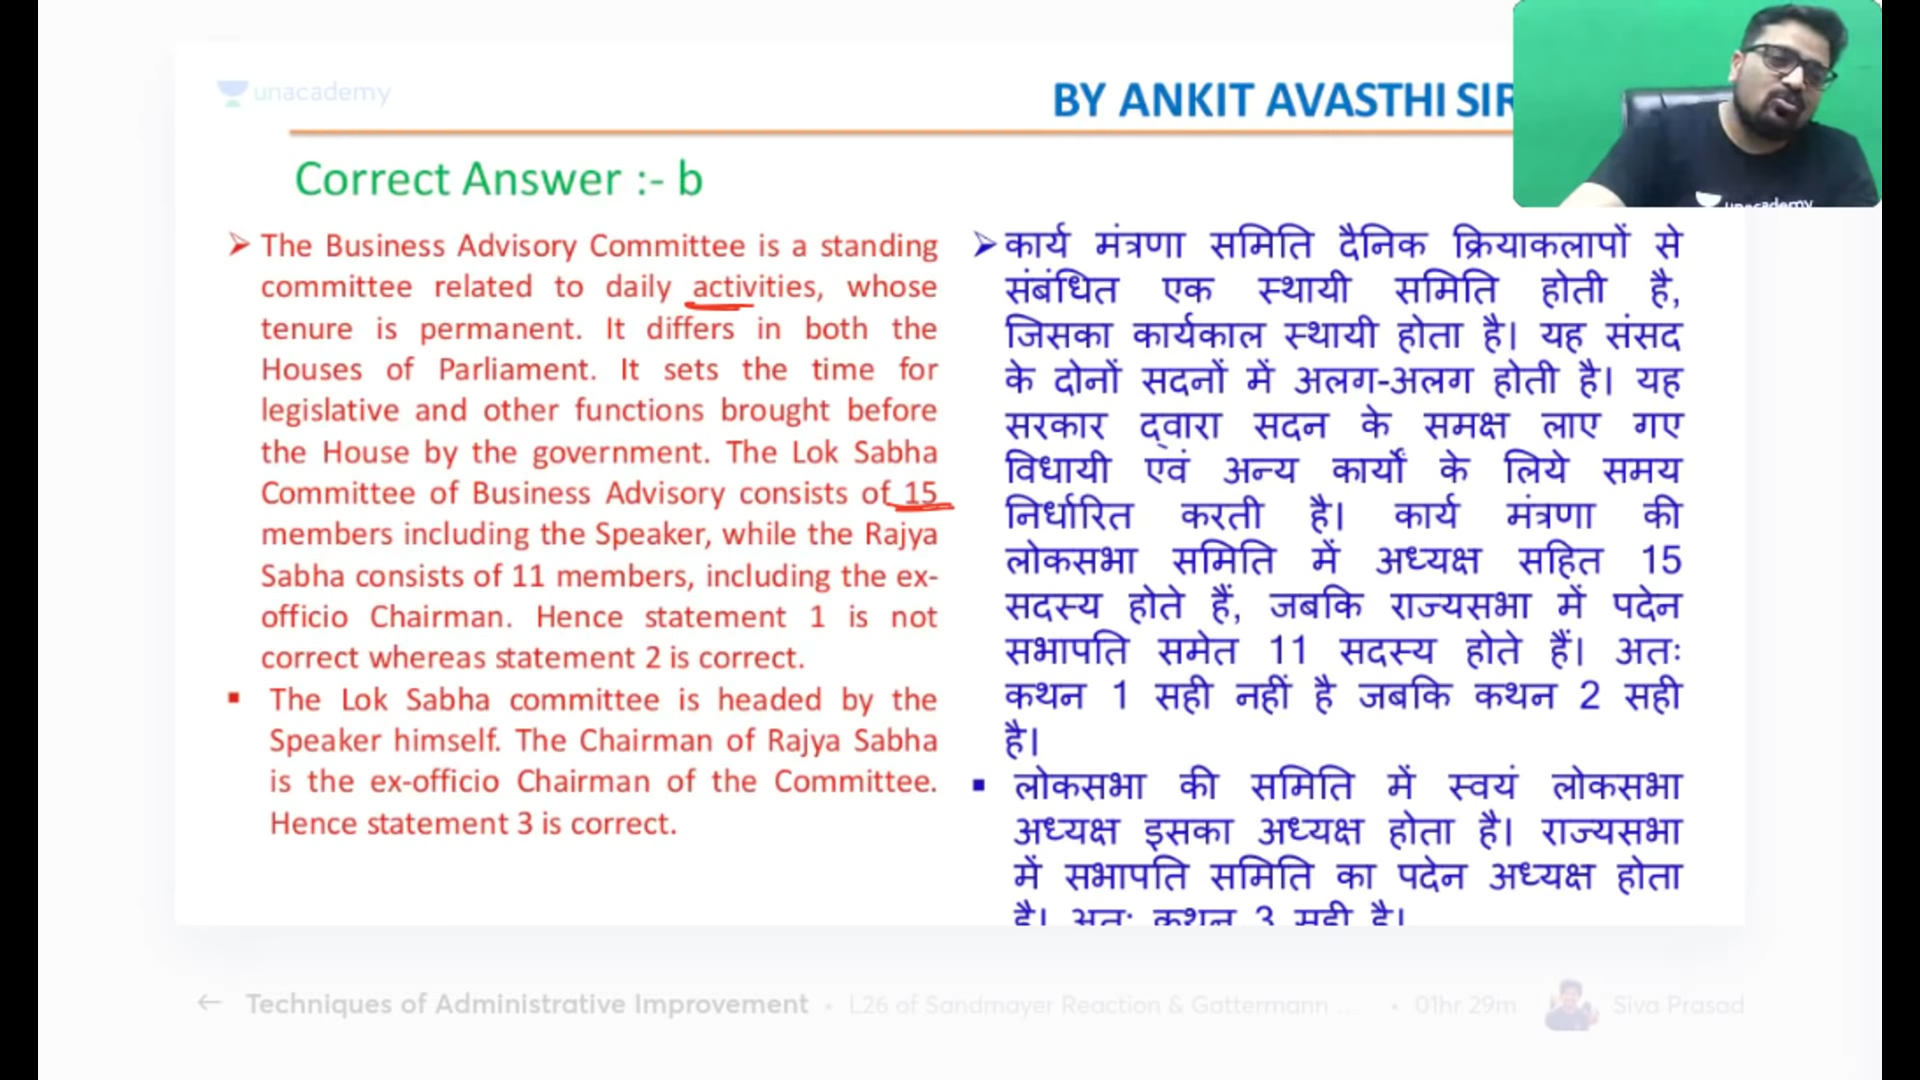 unacademy
BY ANKIT AVASTHI SIR
unacademy
Correct Answer :- b
➢ The Business Advisory Committee is a standing
committee related to daily activities, whose
tenure is permanent. It differs in both the
Houses of Parliament. It sets the time for
legislative and other functions brought before
the House by the government. The Lok Sabha
Committee of Business Advisory consists of 15
members including the Speaker, while the Rajya
Sabha consists of 11 members, including the ex-
officio Chairman. Hence statement 1 is not
correct whereas statement 2 is correct.
▪ The Lok Sabha committee is headed by the
Speaker himself. The Chairman of Rajya Sabha
is the ex-officio Chairman of the Committee.
Hence statement 3 is correct.
➢ कार्य मंत्रणा समिति दैनिक क्रियाकलापों से
संबंधित एक स्थायी समिति होती है,
जिसका कार्यकाल स्थायी होता है। यह संसद
के दोनों सदनों में अलग-अलग होती है। यह
सरकार द्वारा सदन के समक्ष लाए गए
विधायी एवं अन्य कार्यों के लिये समय
निर्धारित करती है। कार्य मंत्रणा की
लोकसभा समिति में अध्यक्ष सहित 15
सदस्य होते हैं, जबकि राज्यसभा में पदेन
सभापति समेत 11 सदस्य होते हैं। अतः
कथन 1 सही नहीं है जबकि कथन 2 सही
है।
▪ लोकसभा की समिति में स्वयं लोकसभा
अध्यक्ष इसका अध्यक्ष होता है। राज्यसभा
में सभापति समिति का पदेन अध्यक्ष होता
है। अतः कथन 3 सही है।
← Techniques of Administrative Improvement • L26 of Sandmayer Reaction & Gattermann ... • 01hr 29m Siva Prasad